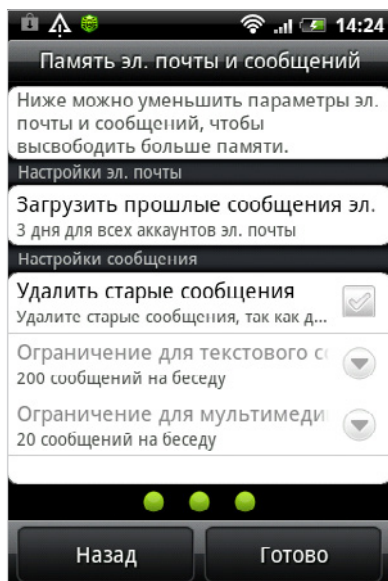 14:24
Память эл. почты и сообщений
Ниже можно уменьшить параметры эл.
почты и сообщений, чтобы
высвободить больше памяти.
Настройки эл. почты
Загрузить прошлые сообщения эл.
3 дня для всех аккаунтов эл. почты
Настройки сообщения
Удалить старые сообщения
Удалите старые сообщения, так как д...
Ограничение для текстового со
200 сообщений на беседу
Ограничение для мультимеди
20 сообщений на беседу
Назад Готово